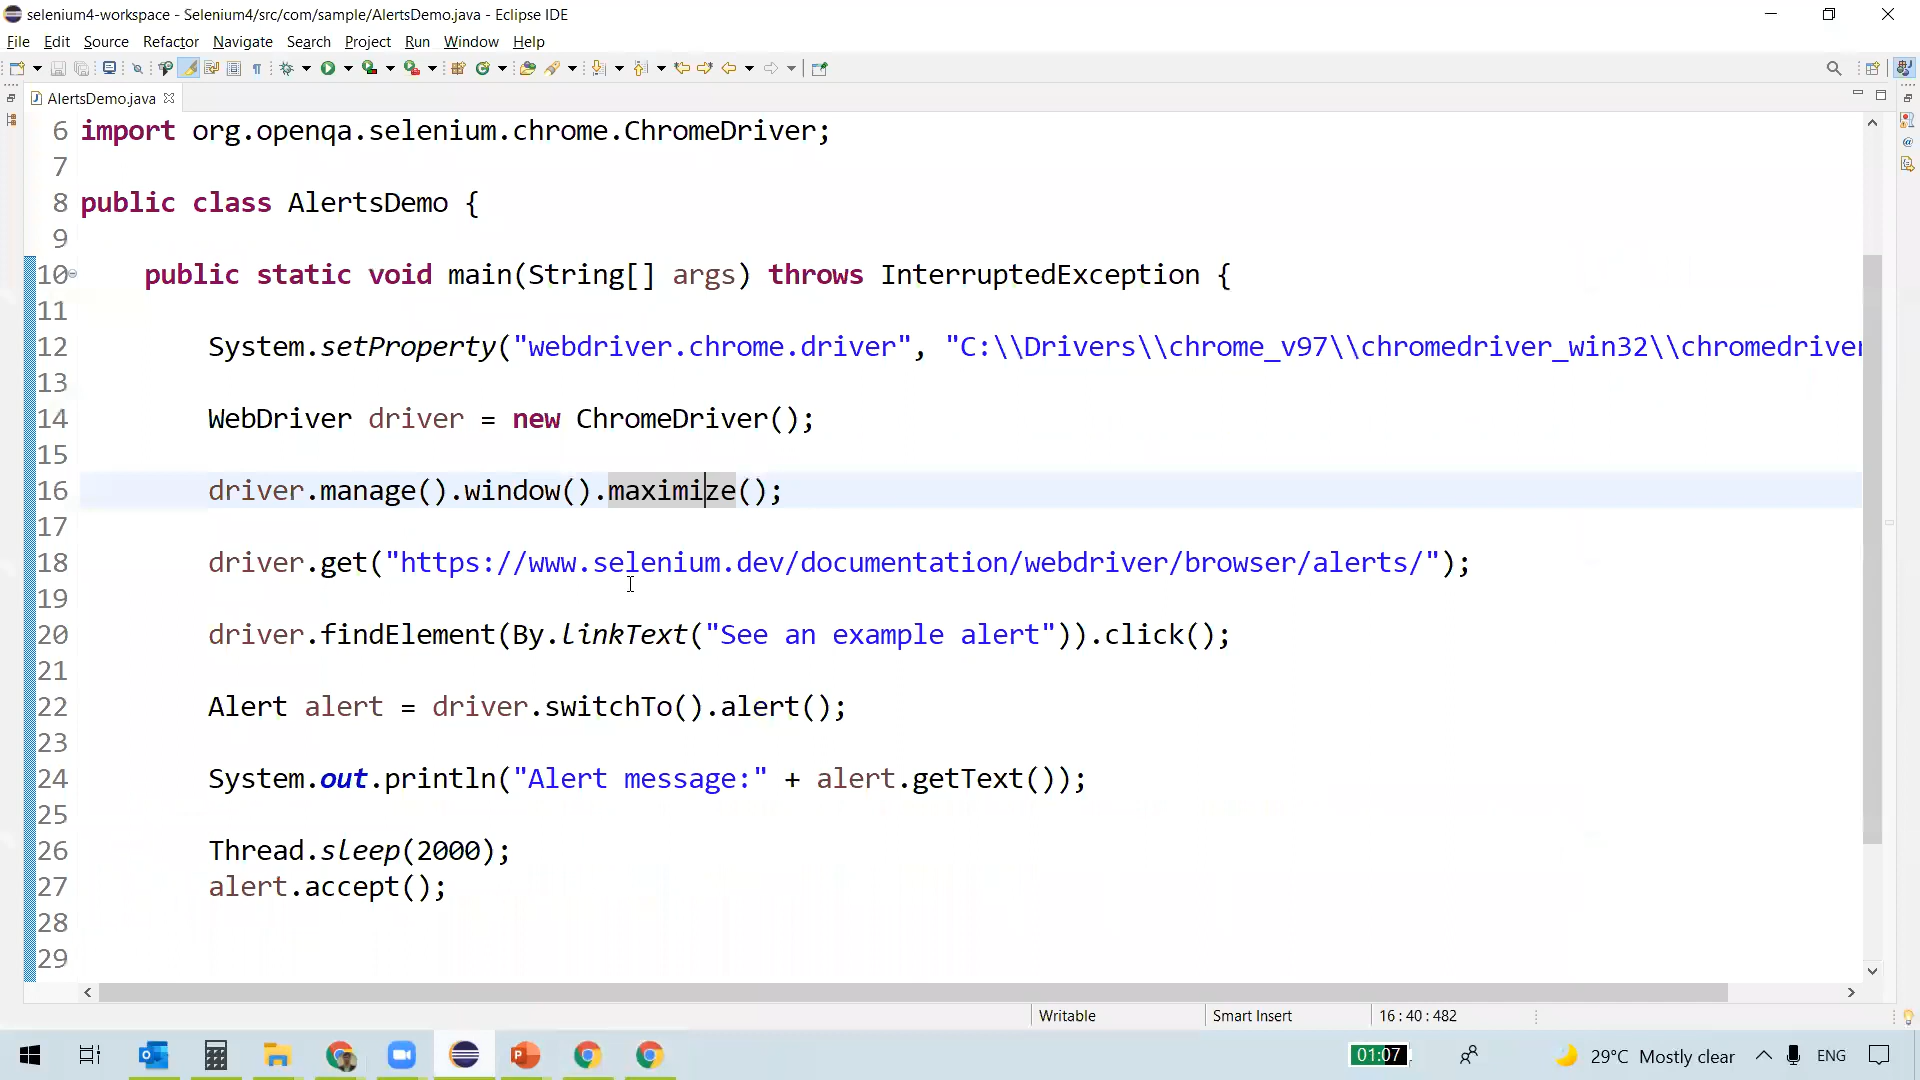 selenium4-workspace - Selenium4/src/com/sample/AlertsDemo.java - Eclipse IDE
File Edit Source Refactor Navigate Search Project Run Window Help
AlertsDemo.java
6 import org.openqa.selenium.chrome.ChromeDriver;
7
8 public class AlertsDemo {
9
10 public static void main(String[] args) throws InterruptedException {
11
12 System.setProperty("webdriver.chrome.driver", "C:\\Drivers\\chrome_v97\\chromedriver_win32\\chromedriver
13
14 WebDriver driver = new ChromeDriver();
15
16 driver.manage().window().maximize();
17
18 driver.get("https://www.selenium.dev/documentation/webdriver/browser/alerts/");
19
20 driver.findElement(By.linkText("See an example alert")).click();
21
22 Alert alert = driver.switchTo().alert();
23
24 System.out.println("Alert message:" + alert.getText());
25
26 Thread.sleep(2000);
27 alert.accept();
28
29
Writable Smart Insert 16 : 40 : 482
01:07 29°C Mostly clear ENG